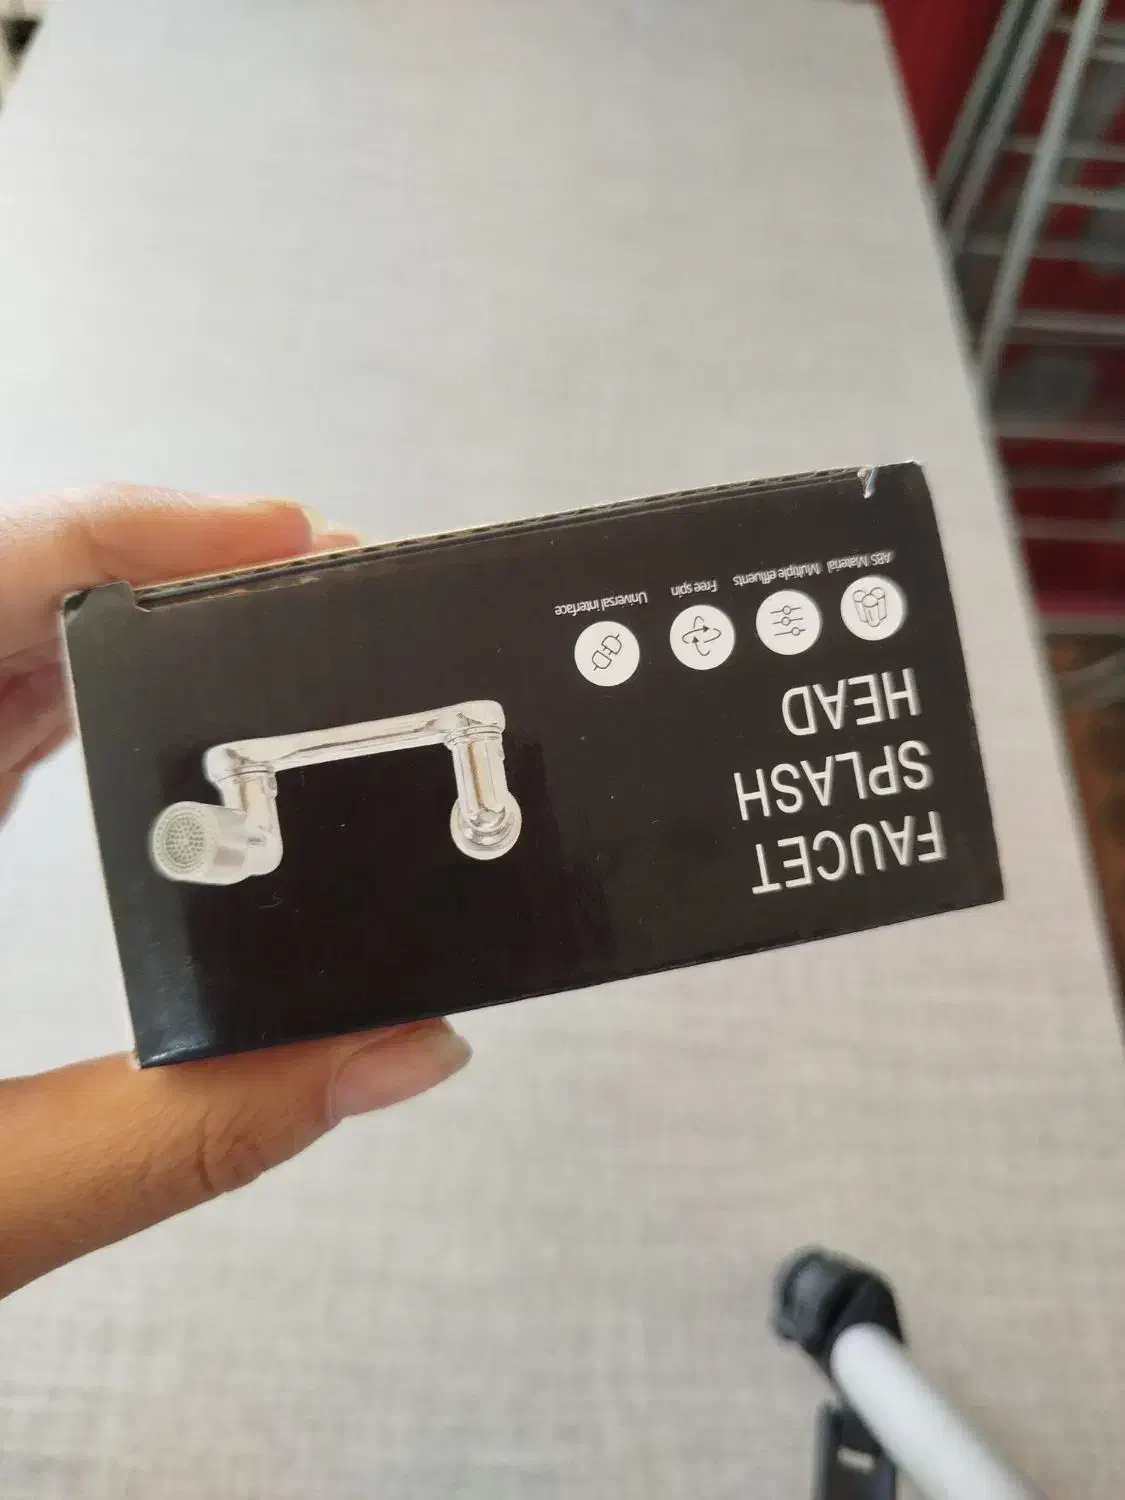 FAUCET
SPLASH
HEAD
ABS Material
Multiple effluents
Free spin
Universal interface